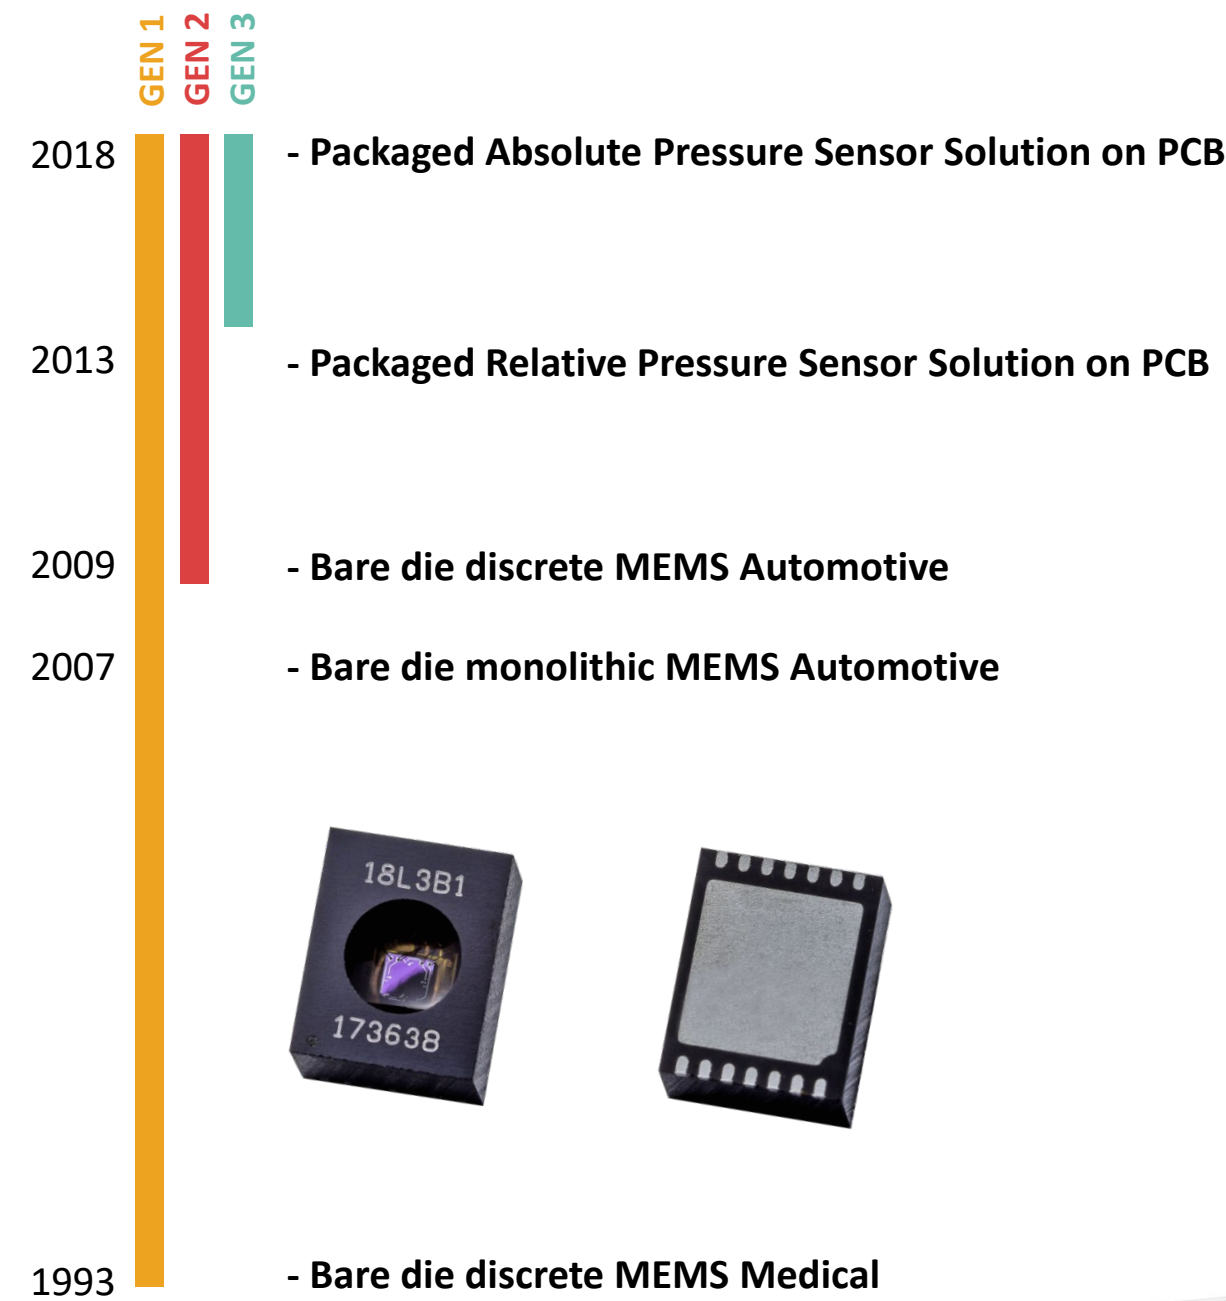 GEN 1
GEN 2
GEN 3
2018
- Packaged Absolute Pressure Sensor Solution on PCB
2013
- Packaged Relative Pressure Sensor Solution on PCB
2009
- Bare die discrete MEMS Automotive
2007
- Bare die monolithic MEMS Automotive
18L3B1
173638
1993
- Bare die discrete MEMS Medical